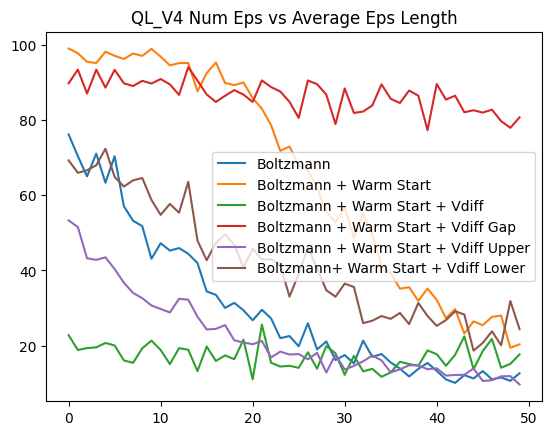 QL_V4 Num Eps vs Average Eps Length
100
80
60
40
20
0
10
20
30
40
50
Boltzmann
Boltzmann + Warm Start
Boltzmann + Warm Start + Vdiff
Boltzmann + Warm Start + Vdiff Gap
Boltzmann + Warm Start + Vdiff Upper
Boltzmann+ Warm Start + Vdiff Lower